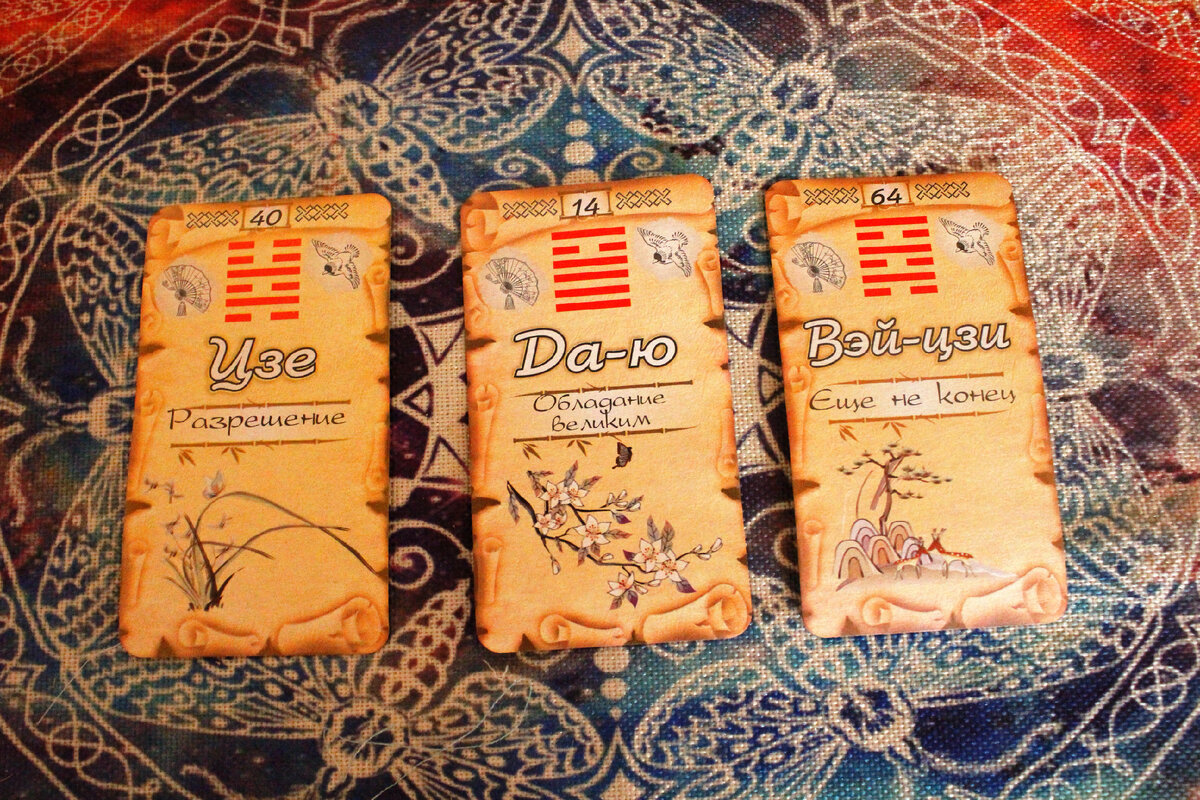 40
Цзе
Разрешение
14
Да-ю
Обладание
великим
64
Вэй-цзи
Еще не конец